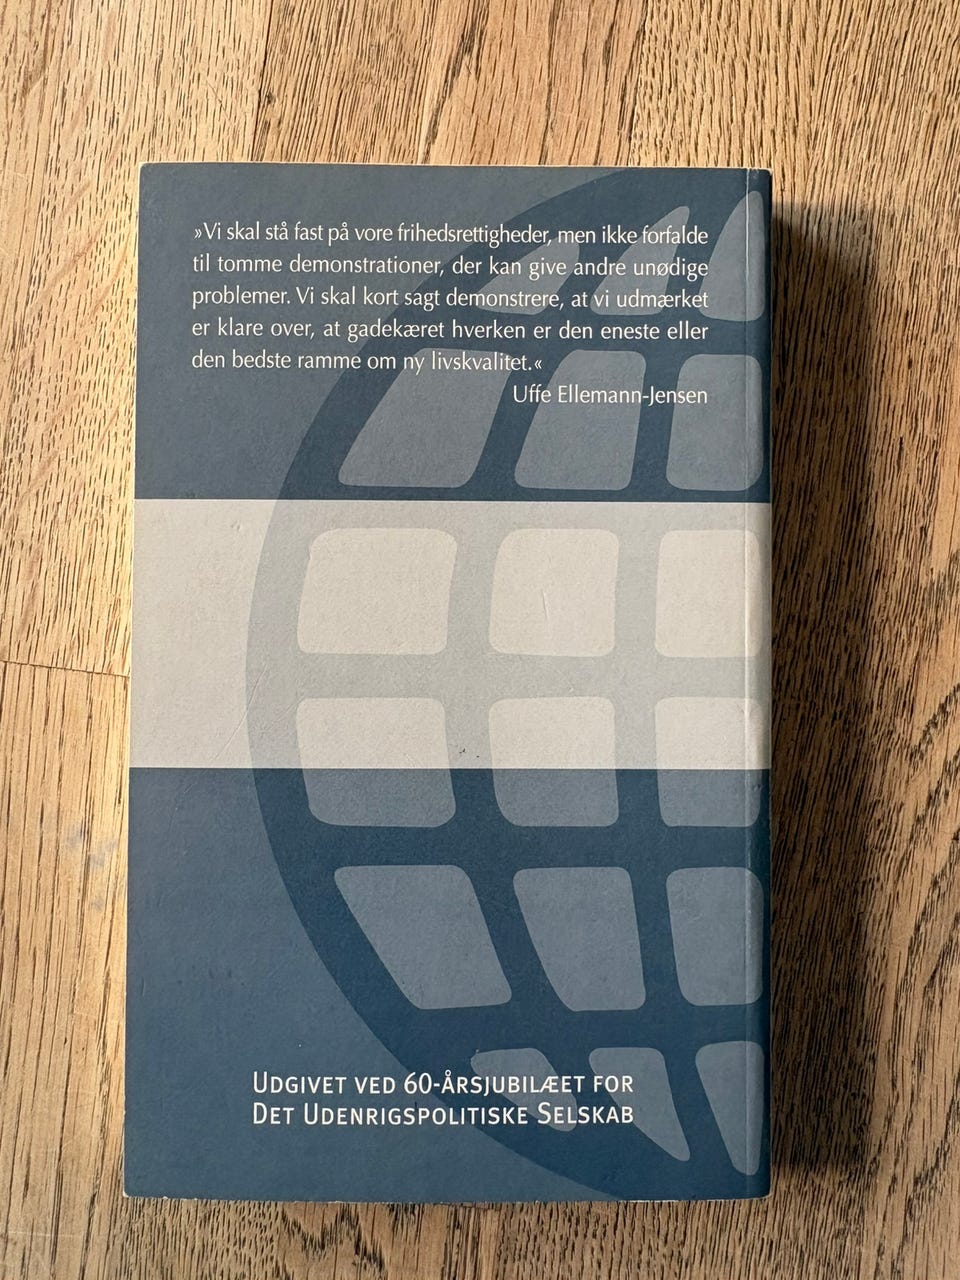 »Vi skal stå fast på vore frihedsrettigheder, men ikke forfalde
til tomme demonstrationer, der kan give andre unødige
problemer. Vi skal kort sagt demonstrere, at vi udmærket
er klare over, at gadekæret hverken er den eneste eller
den bedste ramme om ny livskvalitet.«
Uffe Ellemann-Jensen
Udgivet ved 60-årsjubilæet for
Det Udenrigspolitiske Selskab